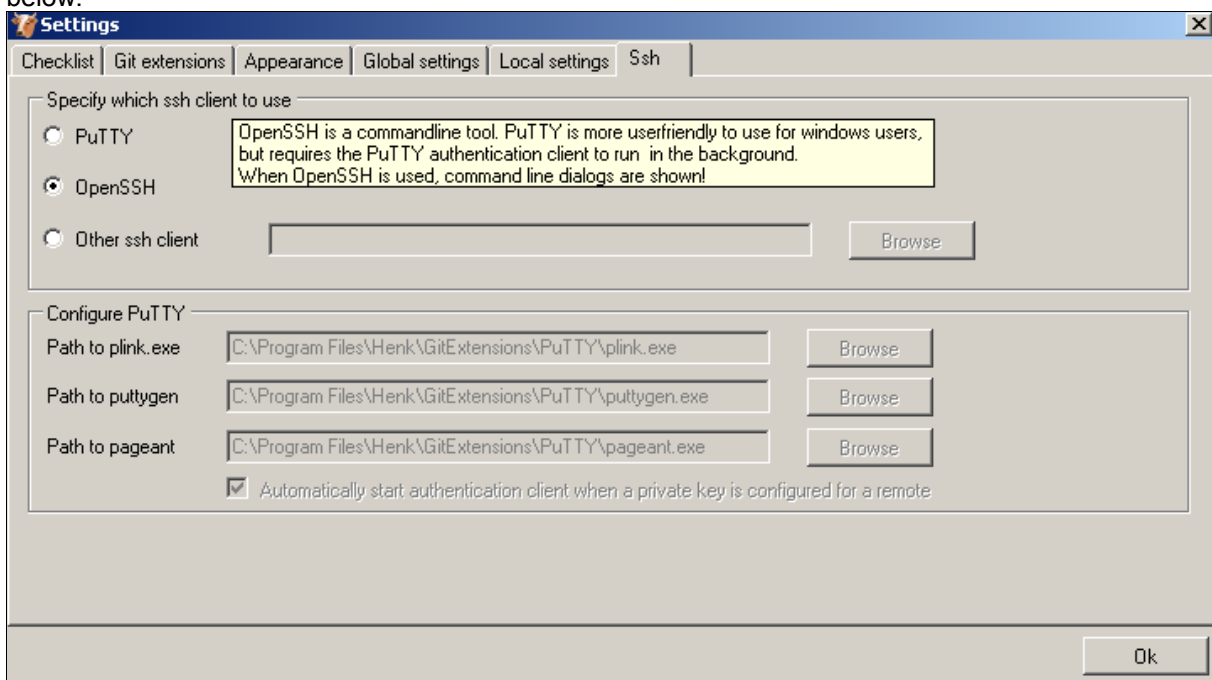 below:
Settings
Checklist Git extensions Appearance Global settings Local settings Ssh
Specify which ssh client to use
PuTTY
OpenSSH is a commandline tool. PuTTY is more userfriendly to use for windows users,
but requires the PuTTY authentication client to run in the background.
When OpenSSH is used, command line dialogs are shown!
OpenSSH
Other ssh client Browse
Configure PuTTY
Path to plink.exe C:\Program Files\Henk\GitExtensions\PuTTY\plink.exe Browse
Path to puttygen C:\Program Files\Henk\GitExtensions\PuTTY\puttygen.exe Browse
Path to pageant C:\Program Files\Henk\GitExtensions\PuTTY\pageant.exe Browse
Automatically start authentication client when a private key is configured for a remote
Ok